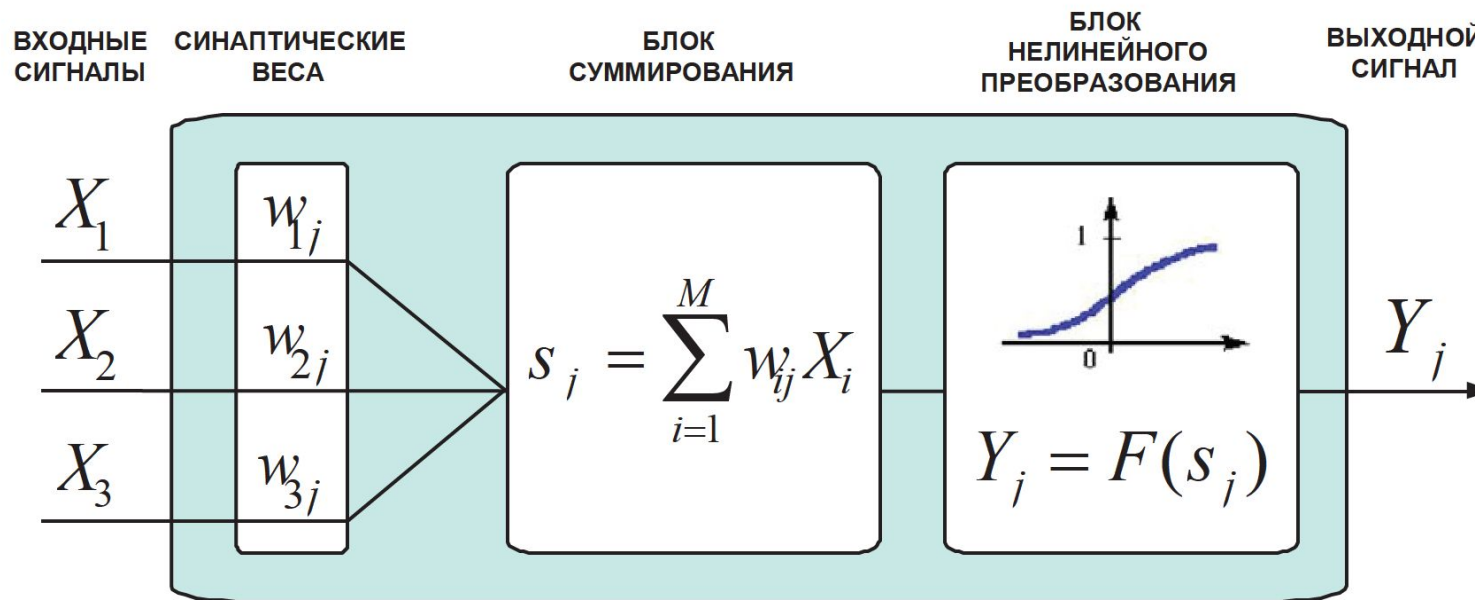 ВХОДНЫЕ
СИГНАЛЫ
СИНАПТИЧЕСКИЕ
ВЕСА
БЛОК
СУММИРОВАНИЯ
БЛОК
НЕЛИНЕЙНОГО
ПРЕОБРАЗОВАНИЯ
ВЫХОДНОЙ
СИГНАЛ
X₁
w₁ⱼ
X₂
w₂ⱼ
X₃
w₃ⱼ
sⱼ = ∑ᵢ₌₁ᴹ wᵢⱼ Xᵢ
1
0
Yⱼ = F(sⱼ)
Yⱼ